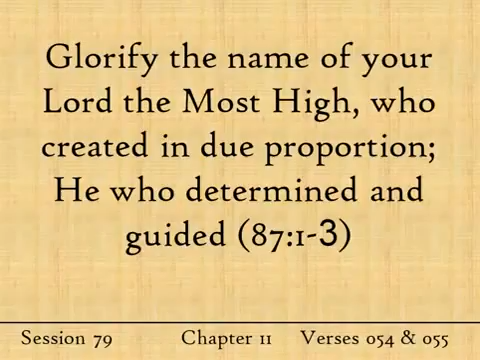 Glorify the name of your
Lord the Most High, who
created in due proportion;
He who determined and
guided (87:1-3)
Session 79 Chapter 11 Verses 054 & 055